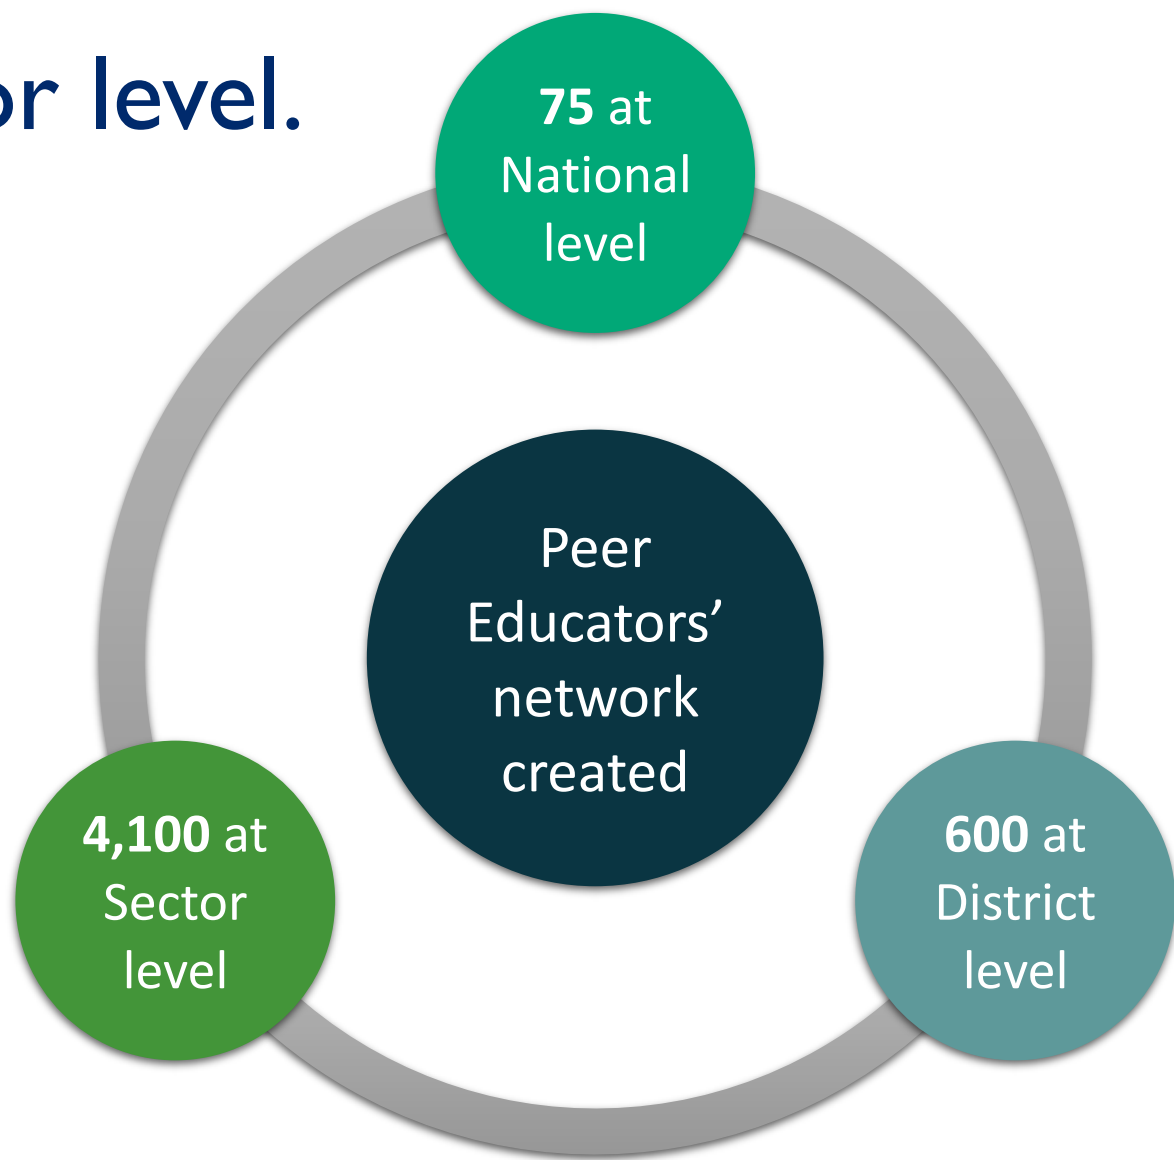 or level.
75 at
National
level
Peer
Educators’
network
created
4,100 at
Sector
level
600 at
District
level